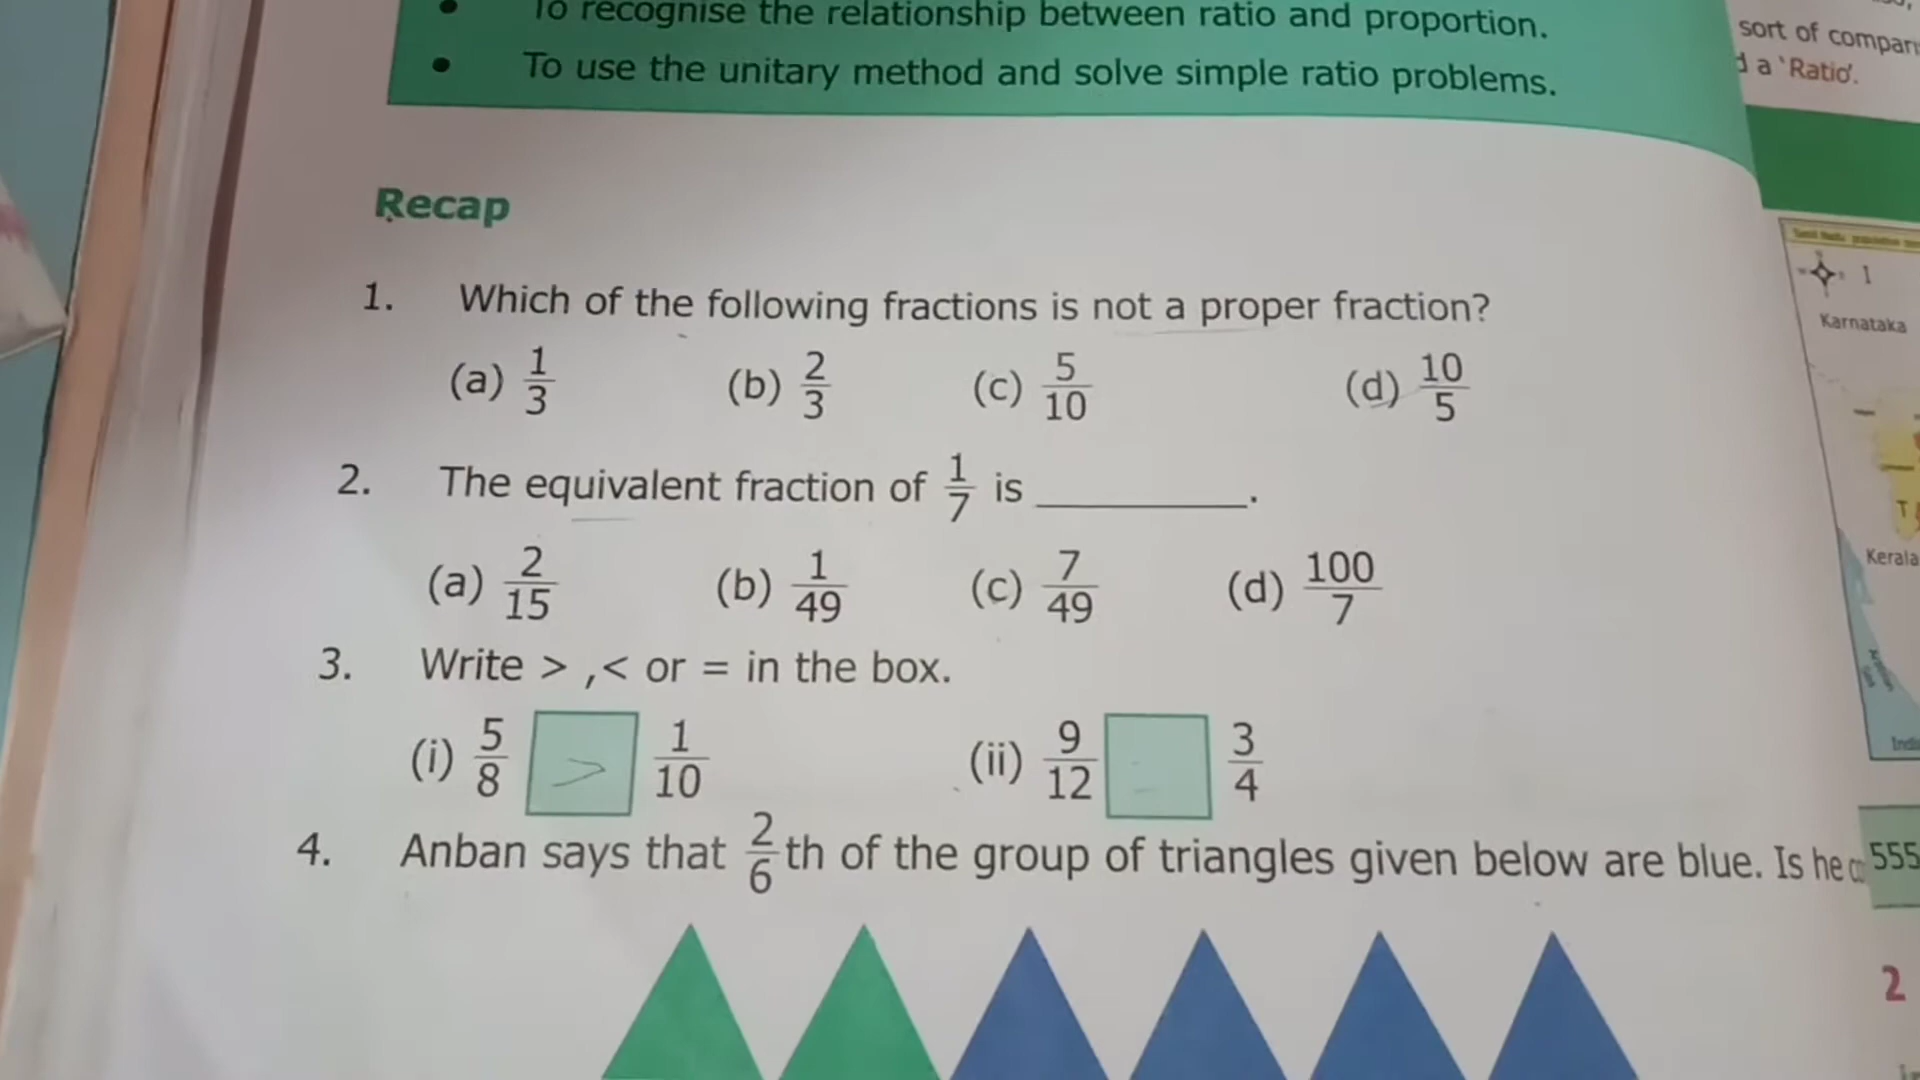 • To recognise the relationship between ratio and proportion.
• To use the unitary method and solve simple ratio problems.
Recap
1. Which of the following fractions is not a proper fraction?
(a) 1/3 (b) 2/3 (c) 5/10 (d) 10/5
2. The equivalent fraction of 1/7 is ________.
(a) 2/15 (b) 1/49 (c) 7/49 (d) 100/7
3. Write > ,< or = in the box.
(i) 5/8 > 1/10 (ii) 9/12 3/4
4. Anban says that 2/6 th of the group of triangles given below are blue. Is he
sort of
a 'Ratio'.
Karnataka
Kerala
555
2